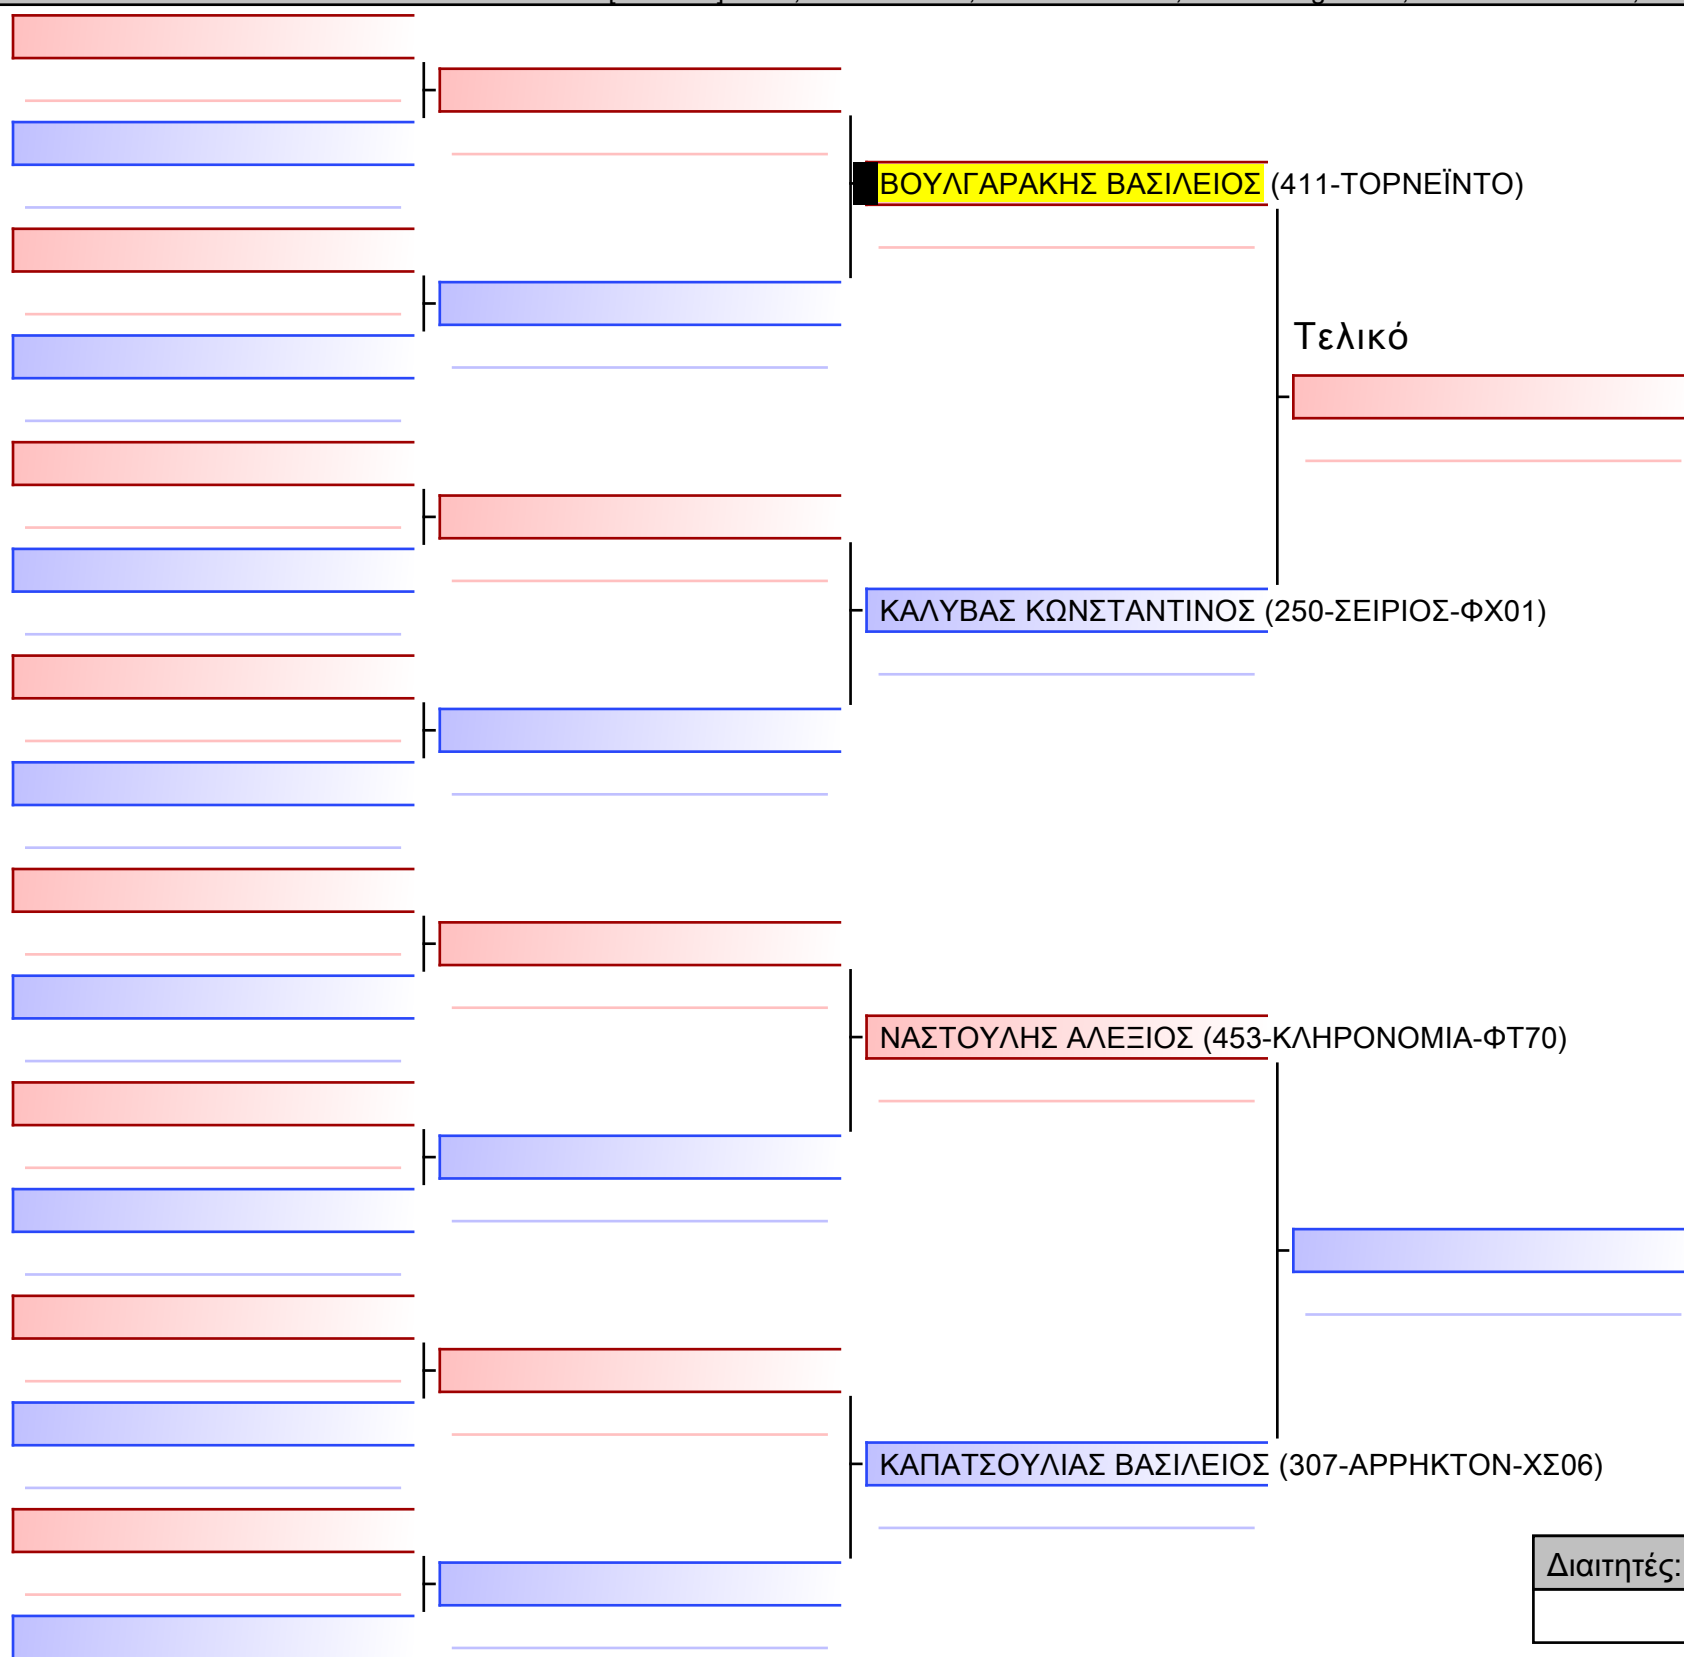 ΒΟΥΛΓΑΡΑΚΗΣ ΒΑΣΙΛΕΙΟΣ (411-ΤΟΡΝΕΪΝΤΟ)
Τελικό
ΚΑΛΥΒΑΣ ΚΩΝΣΤΑΝΤΙΝΟΣ (250-ΣΕΙΡΙΟΣ-ΦΧ01)
ΝΑΣΤΟΥΛΗΣ ΑΛΕΞΙΟΣ (453-ΚΛΗΡΟΝΟΜΙΑ-ΦΤ70)
ΚΑΠΑΤΣΟΥΛΙΑΣ ΒΑΣΙΛΕΙΟΣ (307-ΑΡΡΗΚΤΟΝ-ΧΣ06)
Διαιτητές: